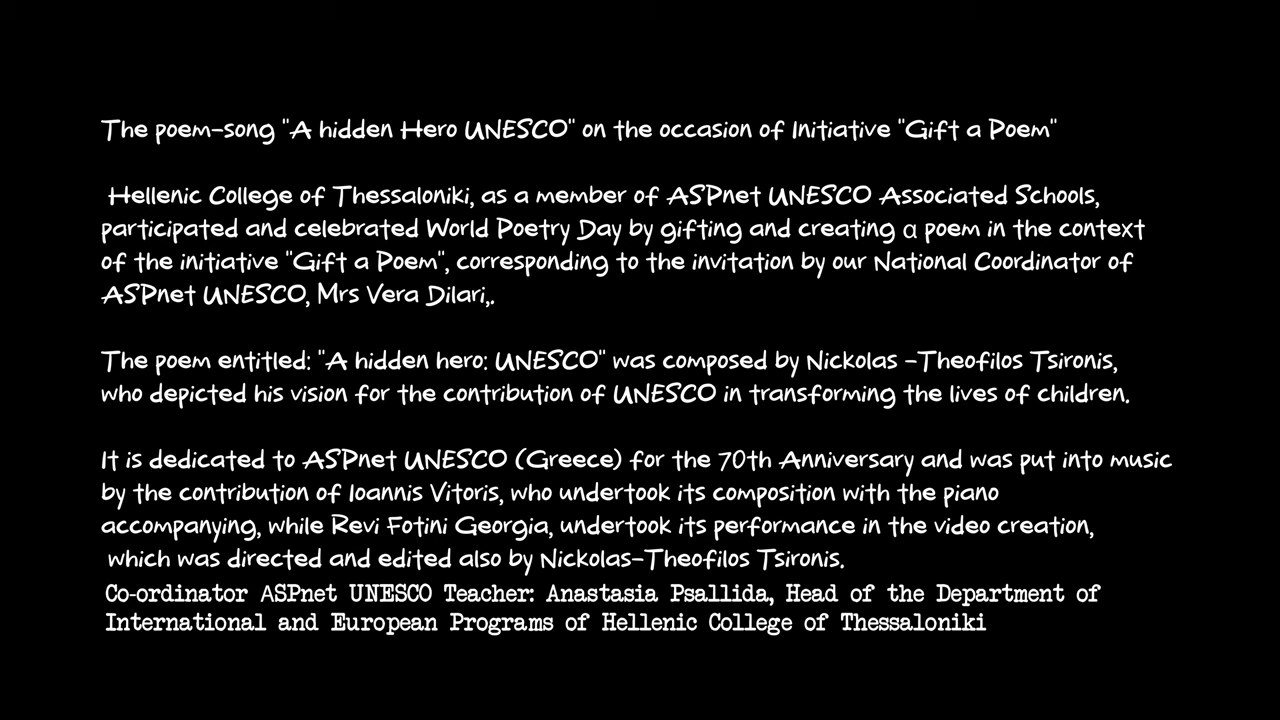 The poem-song "A hidden Hero UNESCO" on the occasion of Initiative "Gift a Poem"
Hellenic College of Thessaloniki, as a member of ASPnet UNESCO Associated Schools,
participated and celebrated World Poetry Day by gifting and creating α poem in the context
of the initiative "Gift a Poem", corresponding to the invitation by our National Coordinator of
ASPnet UNESCO, Mrs Vera Dilari,.
The poem entitled: "A hidden hero: UNESCO" was composed by Nickolas -Theofilos Tsironis,
who depicted his vision for the contribution of UNESCO in transforming the lives of children.
It is dedicated to ASPnet UNESCO (Greece) for the 70th Anniversary and was put into music
by the contribution of Ioannis Vitoris, who undertook its composition with the piano
accompanying, while Revi Fotini Georgia, undertook its performance in the video creation,
which was directed and edited also by Nickolas-Theofilos Tsironis.
Co-ordinator ASPnet UNESCO Teacher: Anastasia Psallida, Head of the Department of
International and European Programs of Hellenic College of Thessaloniki